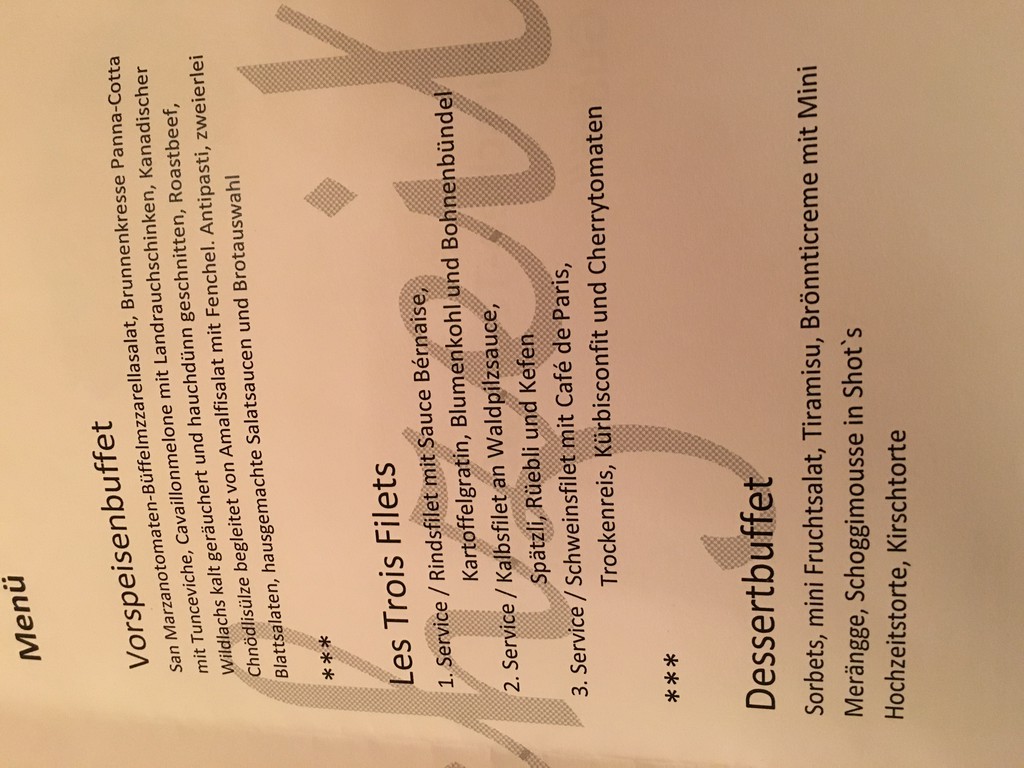 Menü
Vorspeisenbuffet
San Marzanotomaten-Büffelmzzarellasalat, Brunnenkresse Panna-Cotta
mit Tunceviche, Cavaillonmelone mit Landrauchschinken, Kanadischer
Wildlachs kalt geräuchert und hauchdünn geschnitten, Roastbeef,
Chnödlisülze begleitet von Amalfisalat mit Fenchel. Antipasti, zweierlei
Blattsalaten, hausgemachte Salatsaucen und Brotauswahl
***
Les Trois Filets
1. Service / Rindsfilet mit Sauce Bérnaise,
Kartoffelgratin, Blumenkohl und Bohnenbündel
2. Service / Kalbsfilet an Waldpilzsauce,
Spätzli, Rüebli und Kefen
3. Service / Schweinsfilet mit Café de Paris,
Trockenreis, Kürbisconfit und Cherrytomaten
***
Dessertbuffet
Sorbets, mini Fruchtsalat, Tiramisu, Brönnticreme mit Mini
Merängge, Schoggimousse in Shot`s
Hochzeitstorte, Kirschtorte